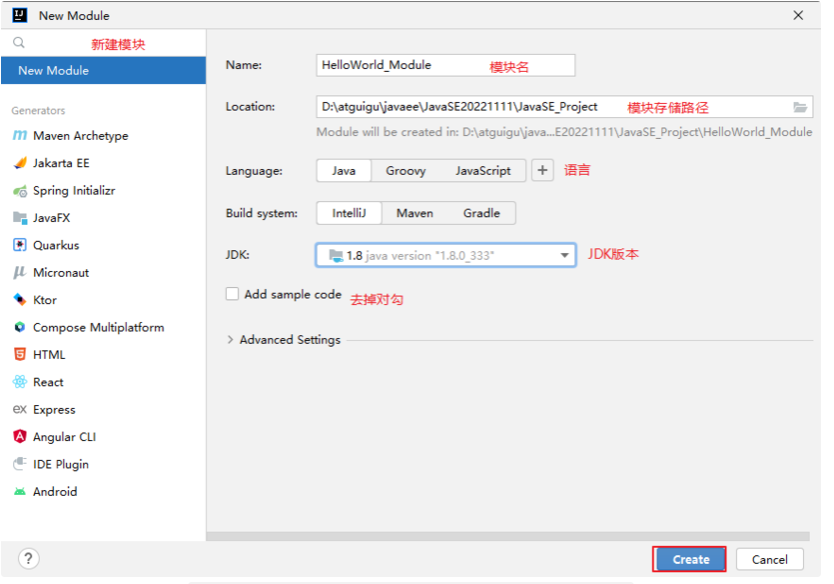 New Module
新建模块
New Module
Generators
Maven Archetype
Jakarta EE
Spring Initializr
JavaFX
Quarkus
Micronaut
Ktor
Compose Multiplatform
HTML
React
Express
Angular CLI
IDE Plugin
Android
Name: HelloWorld_Module 模块名
Location: D:\atguigu\javaee\JavaSE20221111\JavaSE_Project 模块存储路径
Module will be created in: D:\atguigu\java...E20221111\JavaSE_Project\HelloWorld_Module
Language: Java Groovy JavaScript + 语言
Build system: IntelliJ Maven Gradle
JDK: 1.8 java version "1.8.0_333" JDK版本
Add sample code 去掉对勾
Advanced Settings
? Create Cancel